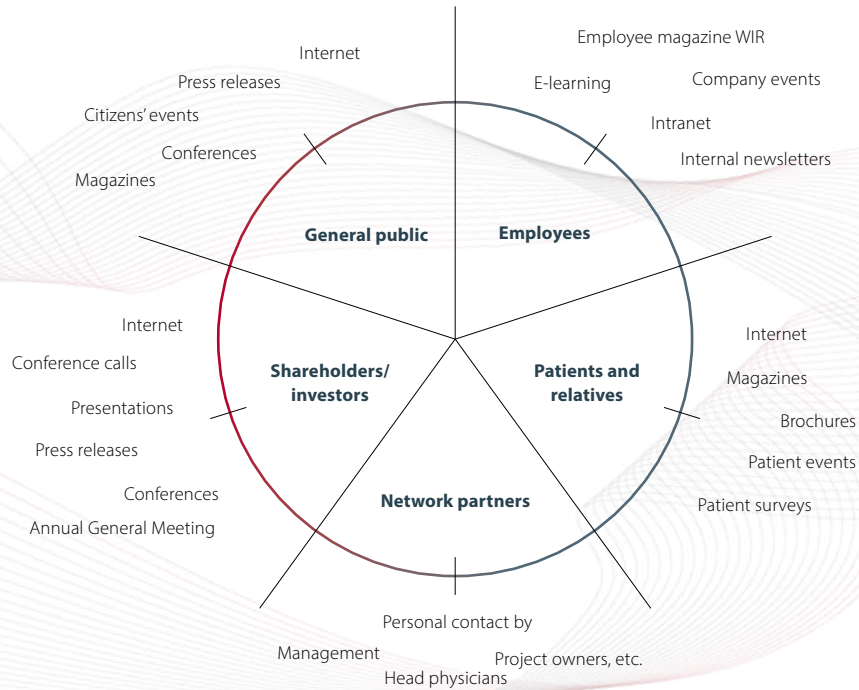 Employee magazine WIR
Internet
Press releases
E-learning
Company events
Citizens' events
Intranet
Conferences
Internal newsletters
Magazines
General public
Employees
Internet
Conference calls
Presentations
Press releases
Conferences
Annual General Meeting
Shareholders/
investors
Patients and
relatives
Internet
Magazines
Brochures
Patient events
Patient surveys
Network partners
Personal contact by
Management
Project owners, etc.
Head physicians